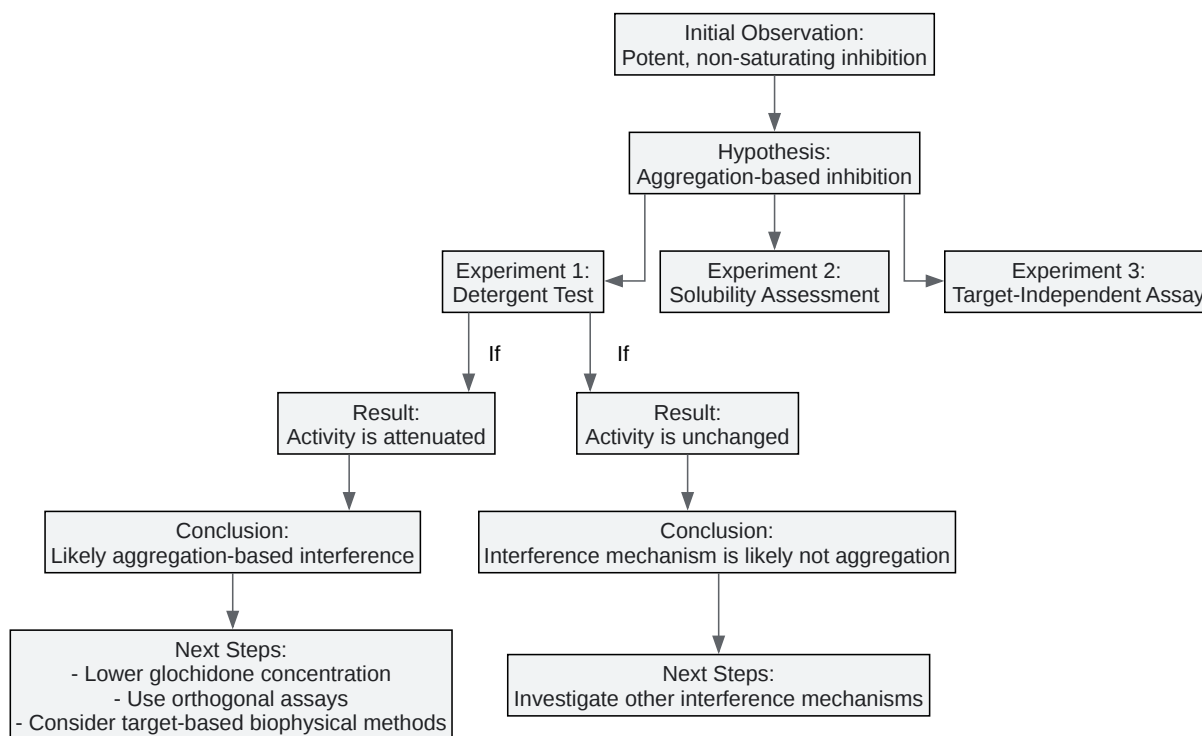 Initial Observation:
Potent, non-saturating inhibition
Hypothesis:
Aggregation-based inhibition
Experiment 1:
Detergent Test
Experiment 2:
Solubility Assessment
Experiment 3:
Target-Independent Assay
If
If
Result:
Activity is attenuated
Result:
Activity is unchanged
Conclusion:
Likely aggregation-based interference
Conclusion:
Interference mechanism is likely not aggregation
Next Steps:
- Lower glochidone concentration
- Use orthogonal assays
- Consider target-based biophysical methods
Next Steps:
Investigate other interference mechanisms